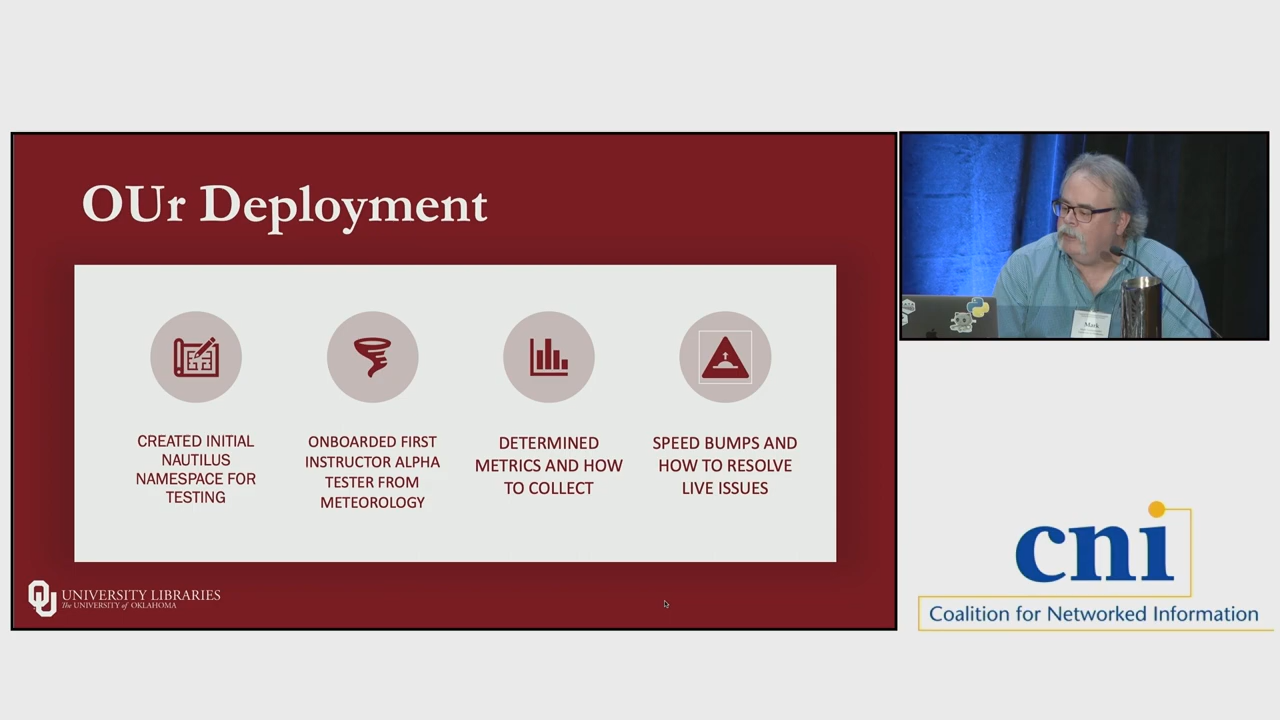 OUr Deployment
CREATED INITIAL
NAUTILUS
NAMESPACE FOR
TESTING
ONBOARDED FIRST
INSTRUCTOR ALPHA
TESTER FROM
METEOROLOGY
DETERMINED
METRICS AND HOW
TO COLLECT
SPEED BUMPS AND
HOW TO RESOLVE
LIVE ISSUES
OU
UNIVERSITY LIBRARIES
The UNIVERSITY of OKLAHOMA
Mark
cni
Coalition for Networked Information